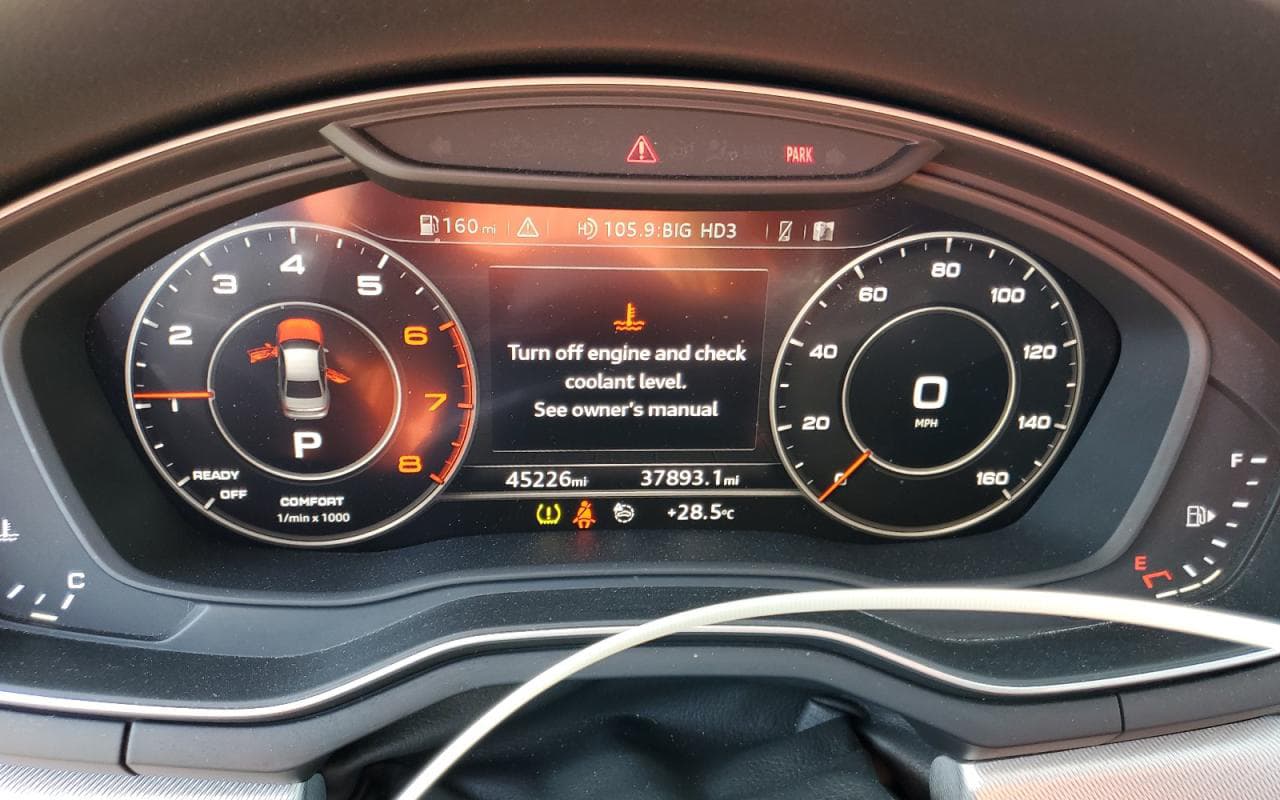 PARK
160 mi
105.9:BIG HD3
1 2 3 4 5 6 7 8
P
READY
OFF
COMFORT
1/min x 1000
Turn off engine and check
coolant level.
See owner's manual
45226mi
37893.1mi
+28.5°C
0 20 40 60 80 100 120 140 160
0
MPH
C
F
E